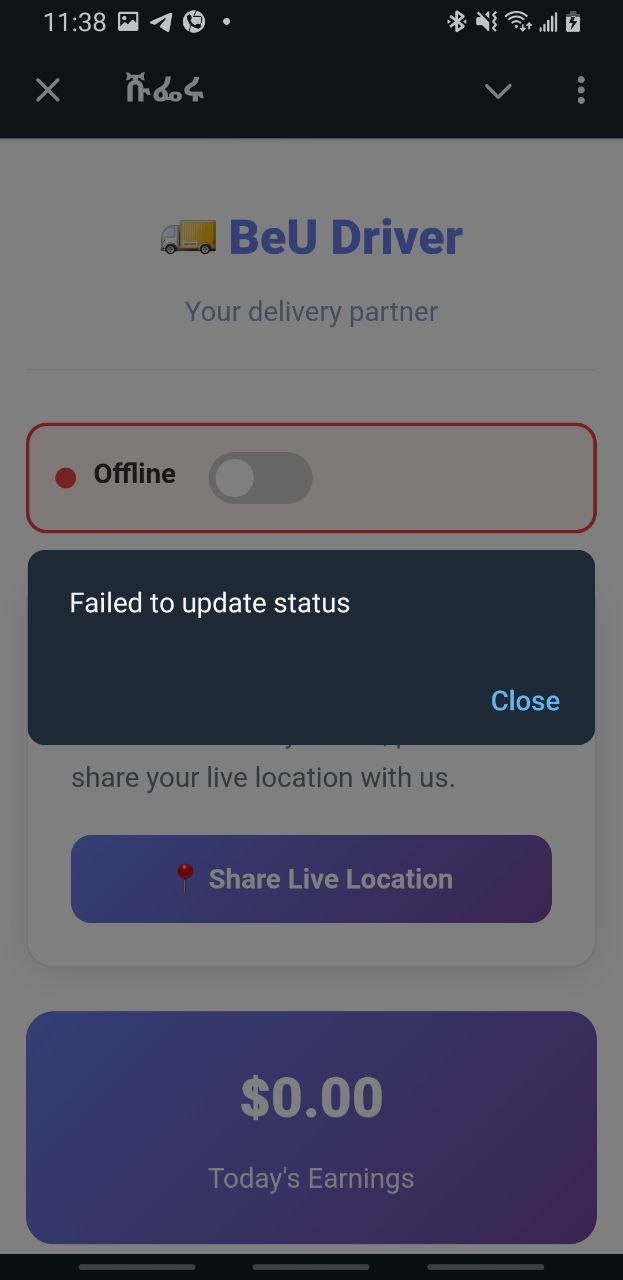 11:38
ሹፌሩ
BeU Driver
Your delivery partner
Offline
Failed to update status
Close
share your live location with us.
Share Live Location
$0.00
Today's Earnings